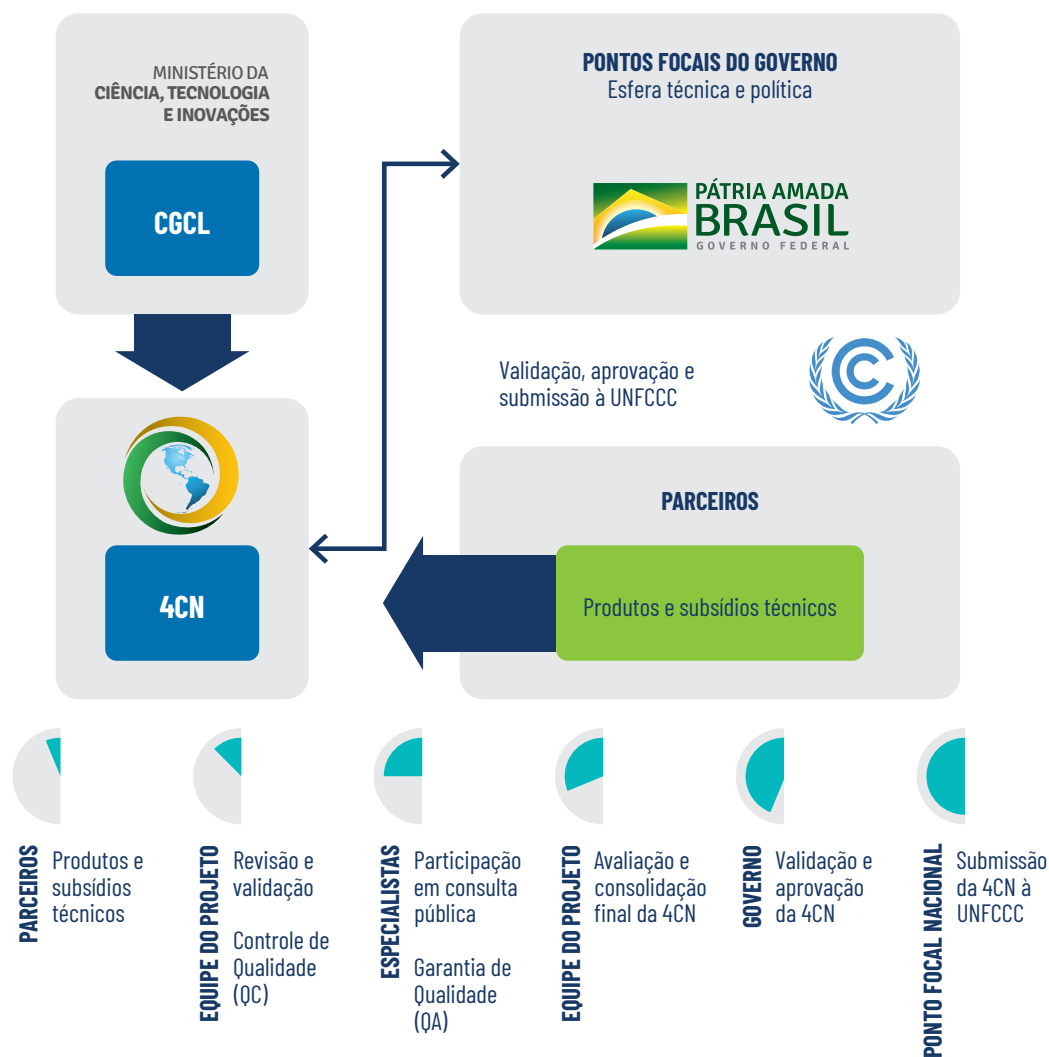 MINISTÉRIO DA
CIÊNCIA, TECNOLOGIA
E INOVAÇÕES
CGCL
PONTOS FOCAIS DO GOVERNO
Esfera técnica e política
PÁTRIA AMADA
BRASIL
GOVERNO FEDERAL
Validação, aprovação e
submissão à UNFCCC
4CN
PARCEIROS
Produtos e subsídios técnicos
PARCEIROS
Produtos e
subsídios
técnicos
EQUIPE DO PROJETO
Revisão e
validação
Controle de
Qualidade
(QC)
ESPECIALISTAS
Participação
em consulta
pública
Garantia de
Qualidade
(QA)
EQUIPE DO PROJETO
Avaliação e
consolidação
final da 4CN
GOVERNO
Validação e
aprovação
da 4CN
PONTO FOCAL NACIONAL
Submissão
da 4CN à
UNFCCC